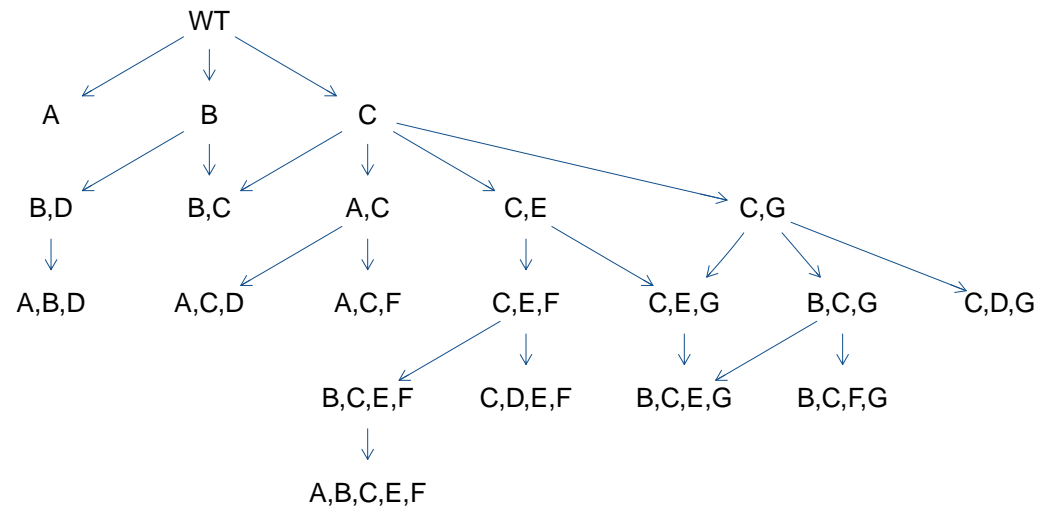 WT
A B C
B,D B,C A,C C,E C,G
A,B,D A,C,D A,C,F C,E,F C,E,G B,C,G C,D,G
B,C,E,F C,D,E,F B,C,E,G B,C,F,G
A,B,C,E,F